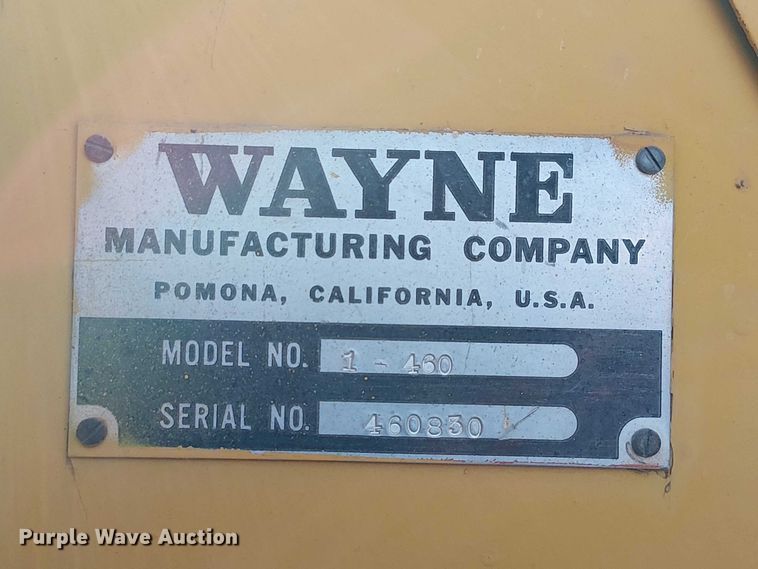 WAYNE
MANUFACTURING COMPANY
POMONA, CALIFORNIA, U.S.A.
MODEL NO. 1-460
SERIAL NO. 460830
Purple Wave Auction